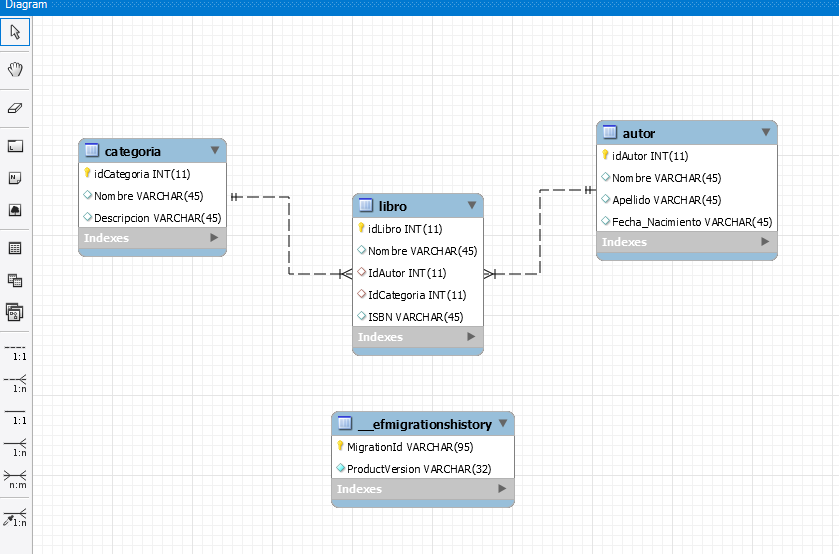 Diagram
categoria
idCategoria INT(11)
Nombre VARCHAR(45)
Descripcion VARCHAR(45)
Indexes
libro
idLibro INT(11)
Nombre VARCHAR(45)
IdAutor INT(11)
IdCategoria INT(11)
ISBN VARCHAR(45)
Indexes
autor
idAutor INT(11)
Nombre VARCHAR(45)
Apellido VARCHAR(45)
Fecha_Nacimiento VARCHAR(45)
Indexes
__efmigrationshistory
MigrationId VARCHAR(95)
ProductVersion VARCHAR(32)
Indexes
1:1
1:n
1:1
1:n
n:m
1:n